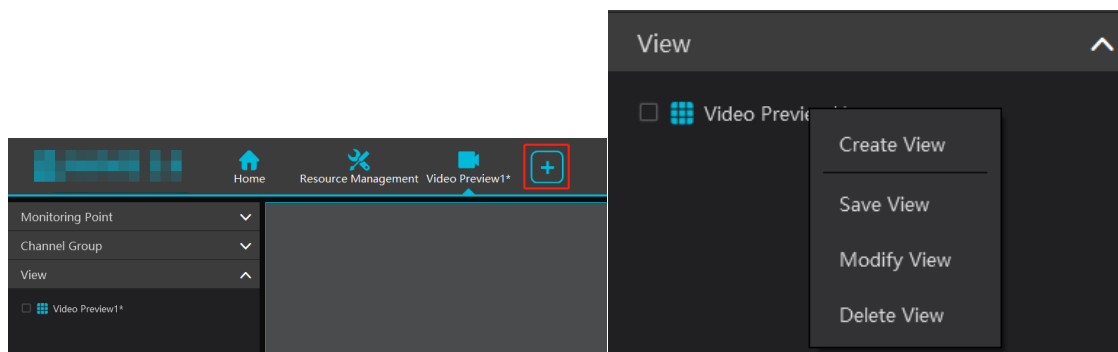 Home
Resource Management
Video Preview1*
+
Monitoring Point
Channel Group
View
Video Preview1*
View
Video Previe
Create View
Save View
Modify View
Delete View